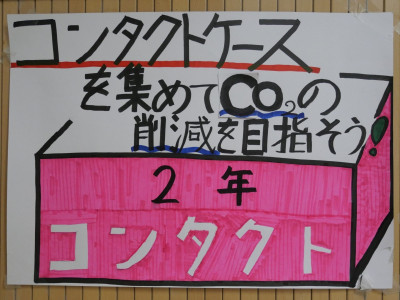 コンタクトケース
を集めてCO₂の
削減を目指そう!
2年
コンタクト